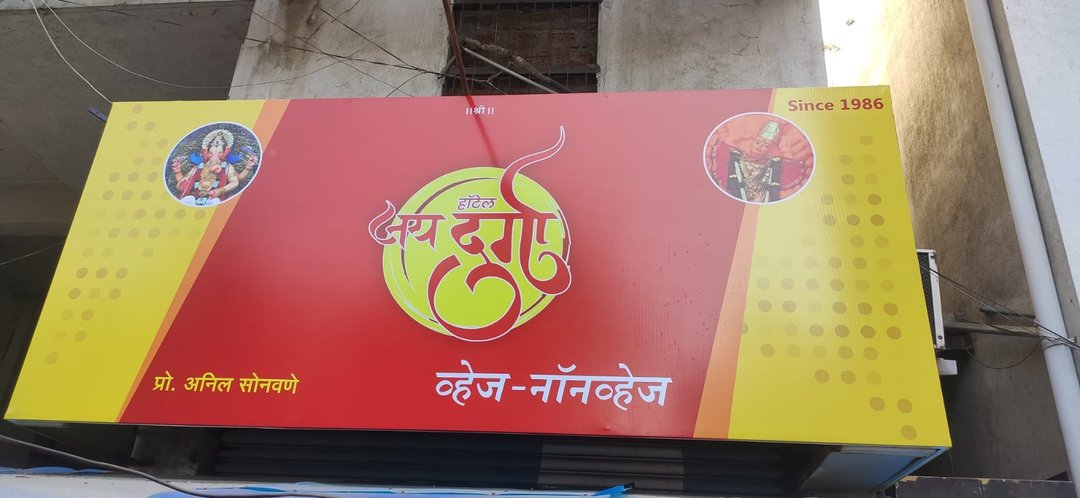 ॥श्री॥
Since 1986
हॉटेल
जय दुर्गा
प्रो. अनिल सोनवणे
व्हेज-नॉनव्हेज